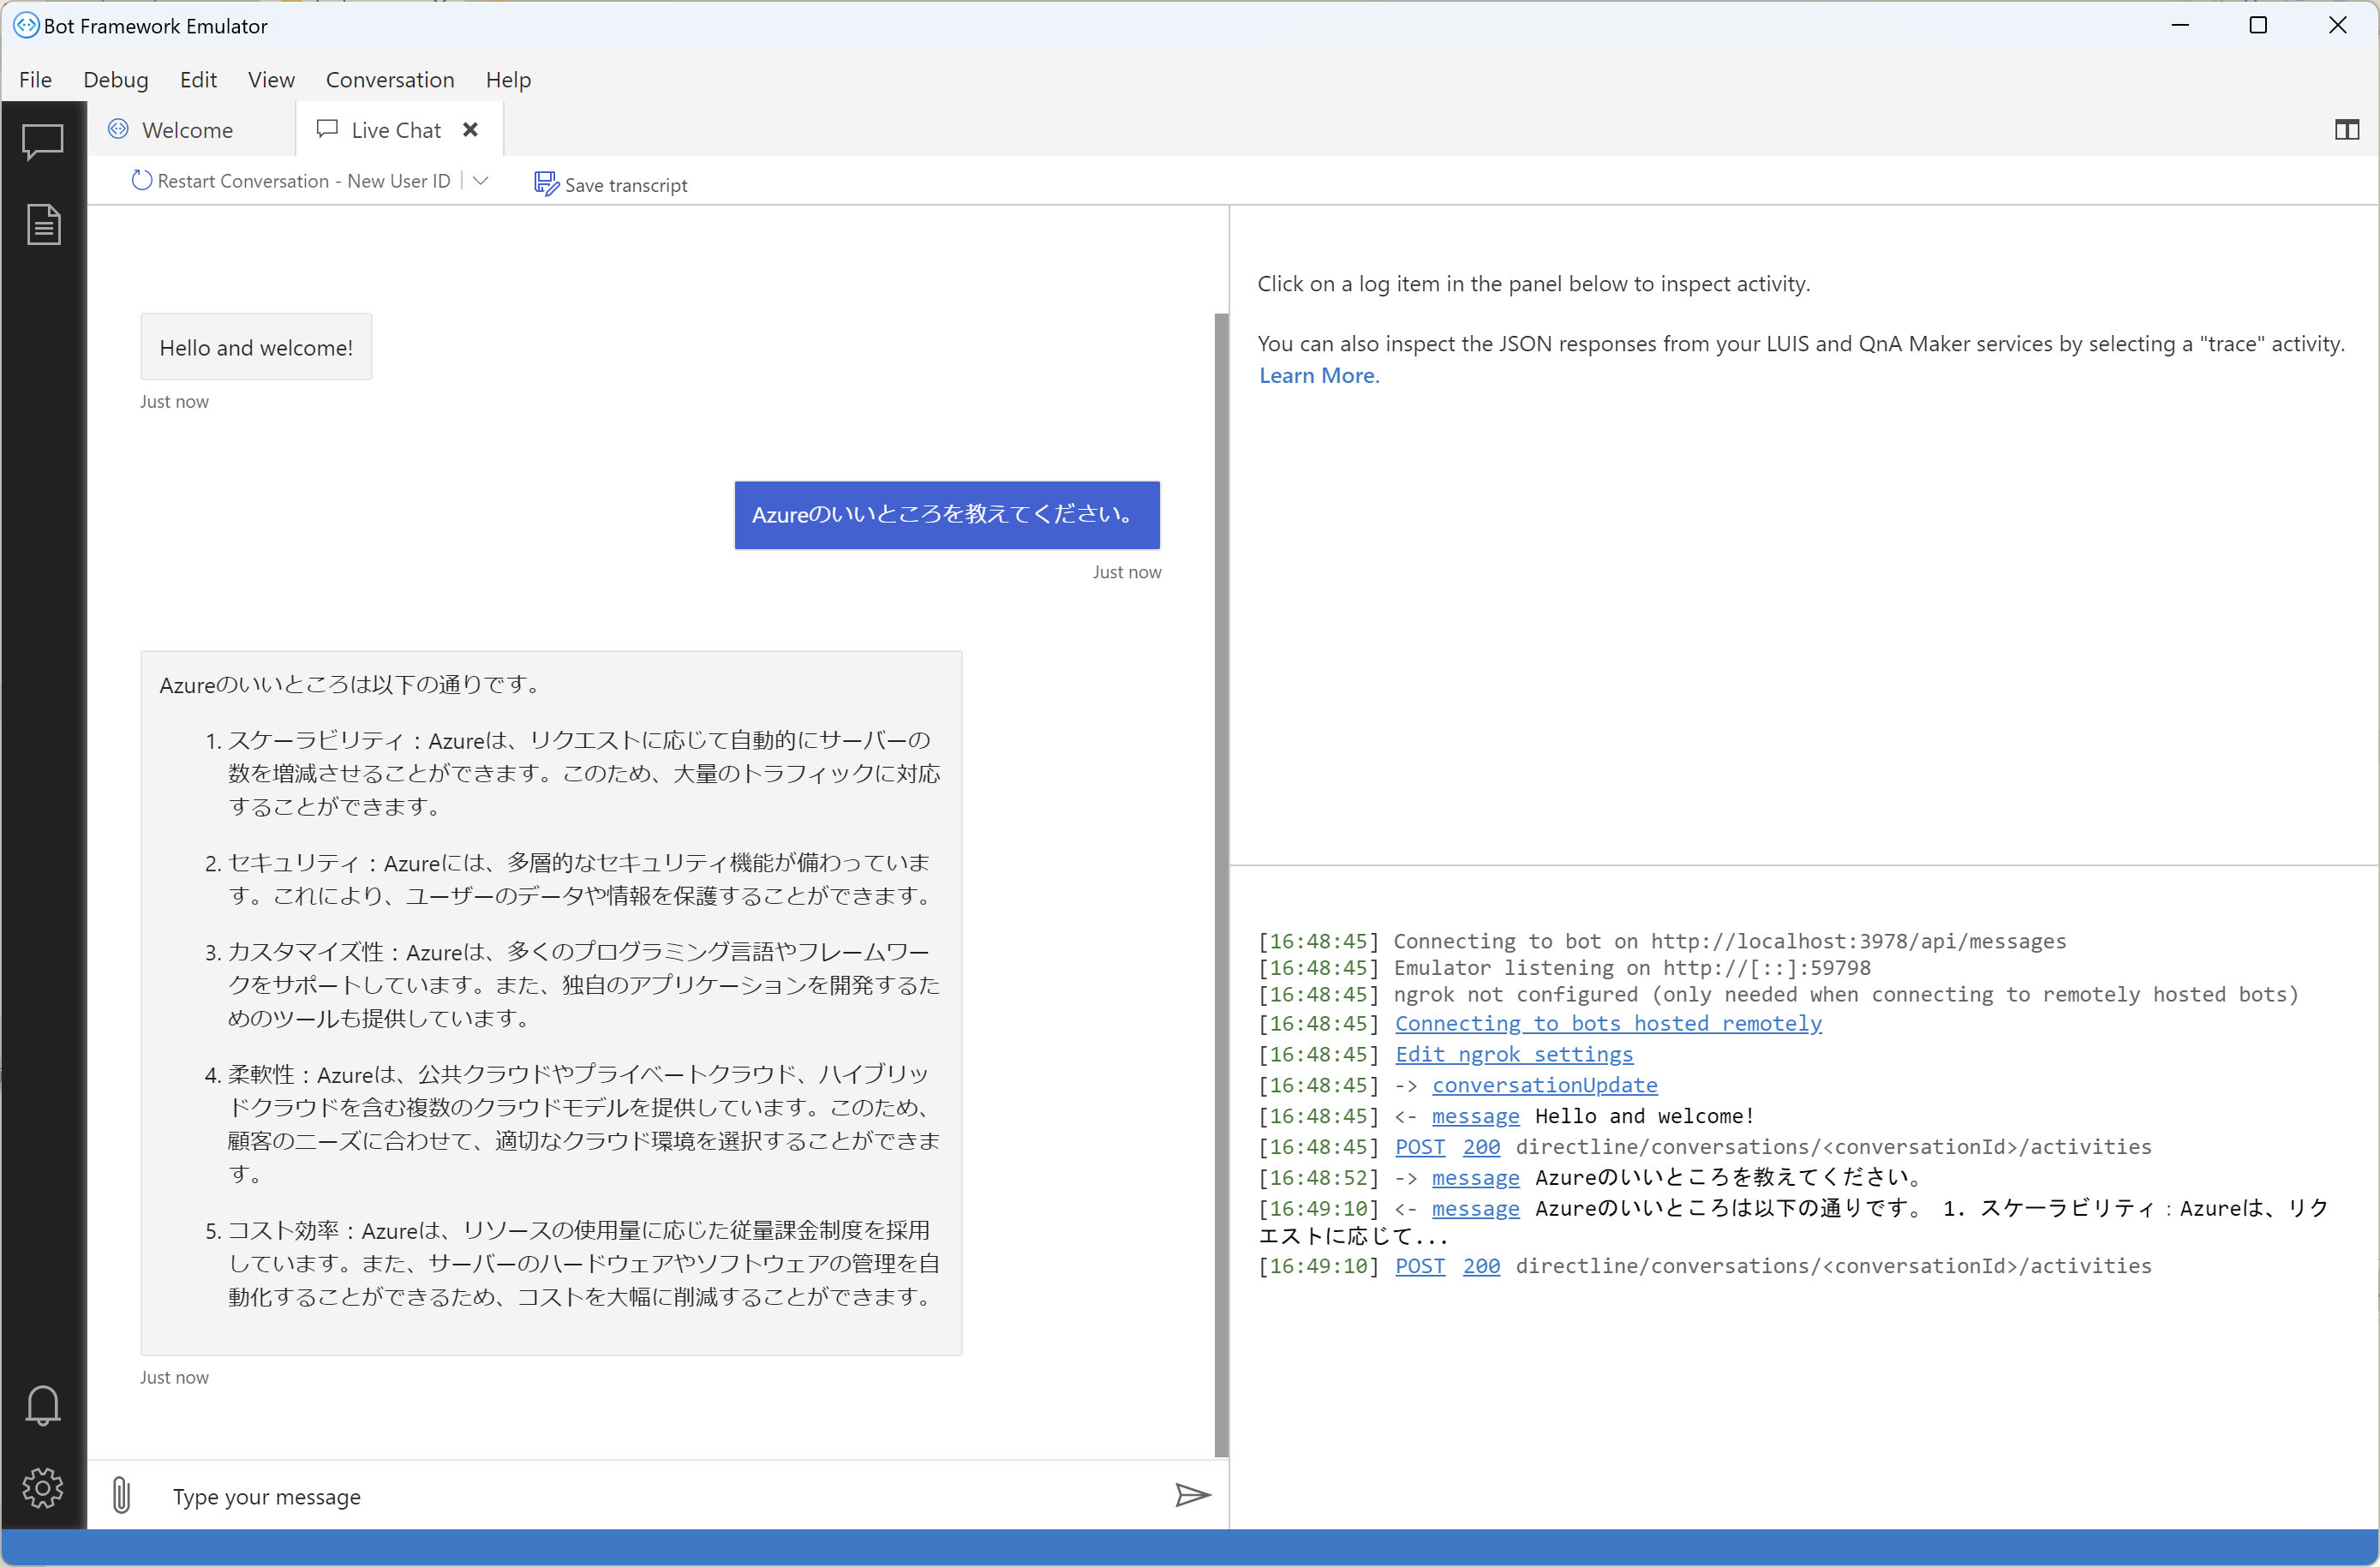 Bot Framework Emulator
File Debug Edit View Conversation Help
Welcome
Live Chat
Restart Conversation - New User ID
Save transcript
Hello and welcome!
Just now
Azureのいいところを教えてください。
Just now
Azureのいいところは以下の通りです。
1. スケーラビリティ：Azureは、リクエストに応じて自動的にサーバーの
数を増減させることができます。このため、大量のトラフィックに対応
することができます。
2. セキュリティ：Azureには、多層的なセキュリティ機能が備わっていま
す。これにより、ユーザーのデータや情報を保護することができます。
3. カスタマイズ性：Azureは、多くのプログラミング言語やフレームワー
クをサポートしています。また、独自のアプリケーションを開発するた
めのツールも提供しています。
4. 柔軟性：Azureは、公共クラウドやプライベートクラウド、ハイブリッ
ドクラウドを含む複数のクラウドモデルを提供しています。このため、
顧客のニーズに合わせて、適切なクラウド環境を選択することができま
す。
5. コスト効率：Azureは、リソースの使用量に応じた従量課金制度を採用
しています。また、サーバーのハードウェアやソフトウェアの管理を自
動化することができるため、コストを大幅に削減することができます。
Just now
Type your message
Click on a log item in the panel below to inspect activity.
You can also inspect the JSON responses from your LUIS and QnA Maker services by selecting a "trace" activity.
Learn More.
[16:48:45] Connecting to bot on http://localhost:3978/api/messages
[16:48:45] Emulator listening on http://[::]:59798
[16:48:45] ngrok not configured (only needed when connecting to remotely hosted bots)
[16:48:45] Connecting to bots hosted remotely
[16:48:45] Edit ngrok settings
[16:48:45] -> conversationUpdate
[16:48:45] <- message Hello and welcome!
[16:48:45] POST 200 directline/conversations/<conversationId>/activities
[16:48:52] -> message Azureのいいところを教えてください。
[16:49:10] <- message Azureのいいところは以下の通りです。 1. スケーラビリティ：Azureは、リク
エストに応じて...
[16:49:10] POST 200 directline/conversations/<conversationId>/activities